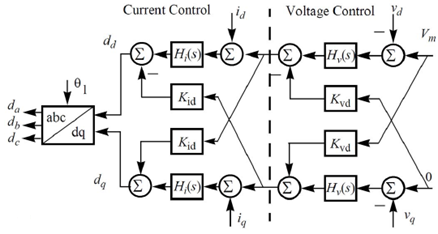 Current Control
Voltage Control
i_d
v_d
−
V_m
d_d
Σ
H_i(s)
Σ
Σ
H_v(s)
Σ
−
−
θ_1
K_id
K_vd
d_a
d_b
d_c
abc
dq
K_id
K_vd
d_q
0
Σ
H_i(s)
Σ
Σ
H_v(s)
Σ
i_q
−
v_q